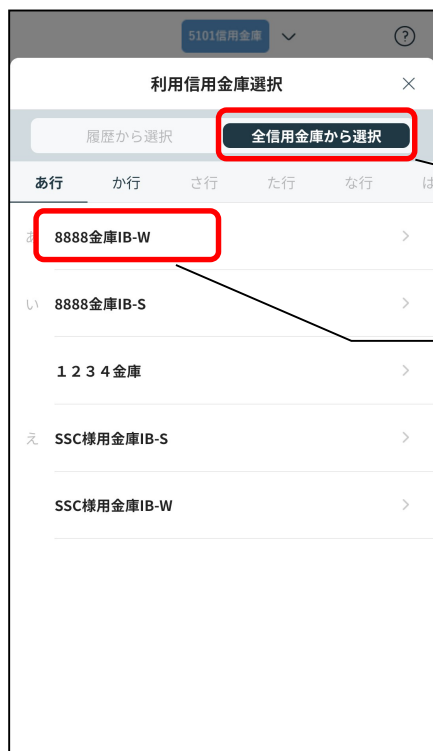 5101信用金庫
?
利用信用金庫選択
履歴から選択 全信用金庫から選択
あ行 か行 さ行 た行 な行 は
あ 8888金庫IB-W
い 8888金庫IB-S
１２３４金庫
え SSC様用金庫IB-S
SSC様用金庫IB-W